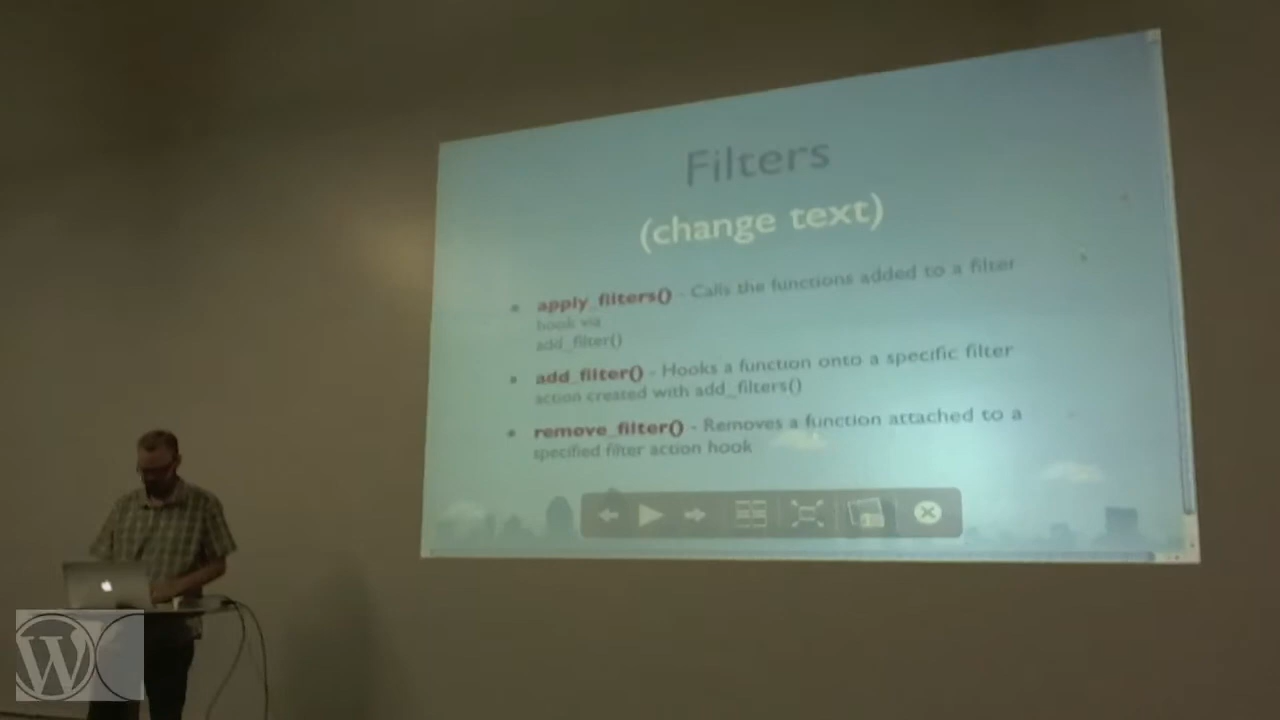 Filters
(change text)
apply_filters() - Calls the functions added to a filter
hook via
add_filter()
add_filter() - Hooks a function onto a specific filter
action created with add_filters()
remove_filter() - Removes a function attached to a
specified filter action hook
W